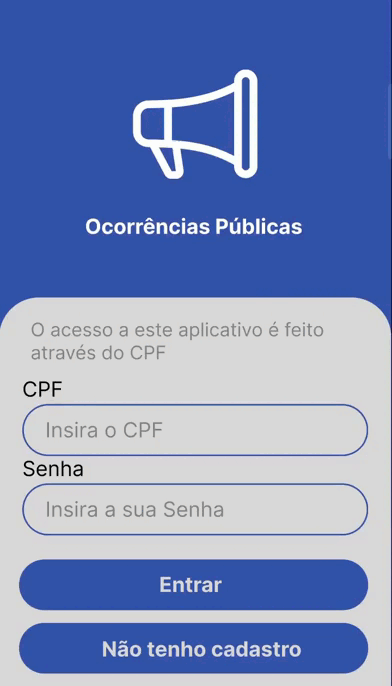 Ocorrências Públicas
O acesso a este aplicativo é feito
através do CPF
CPF
Insira o CPF
Senha
Insira a sua Senha
Entrar
Não tenho cadastro